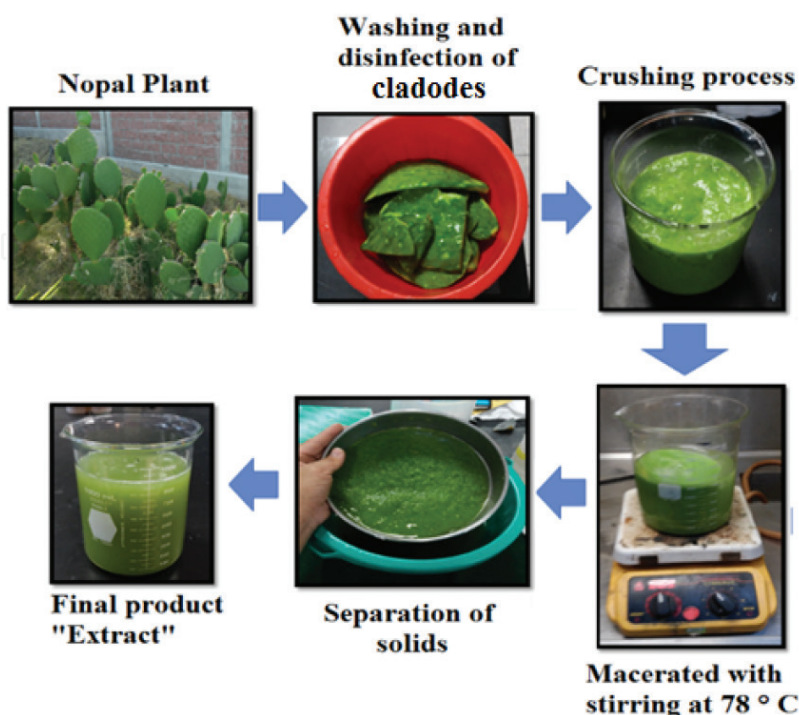 Nopal Plant
Washing and
disinfection of
cladodes
Crushing process
Macerated with
stirring at 78 ° C
Separation of
solids
Final product
"Extract"